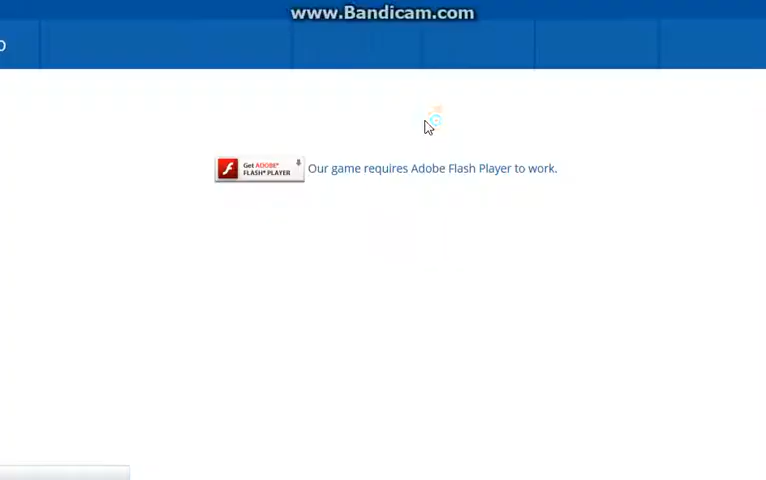 www.Bandicam.com
Get ADOBE®
FLASH® PLAYER
Our game requires Adobe Flash Player to work.